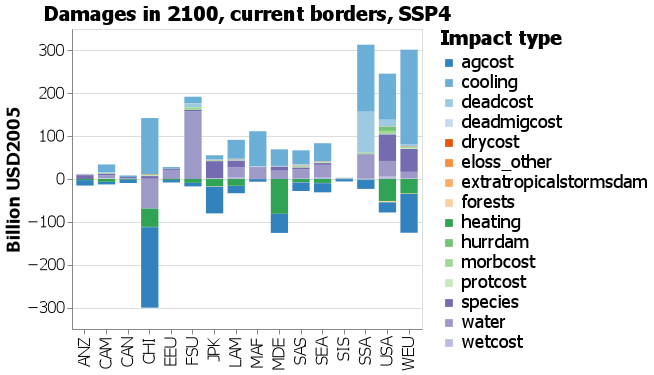 Damages in 2100, current borders, SSP4
Billion USD2005
300
200
100
0
−100
−200
−300
ANZ
CAM
CAN
CHI
EEU
FSU
JPK
LAM
MAF
MDE
SAS
SEA
SIS
SSA
USA
WEU
Impact type
agcost
cooling
deadcost
deadmigcost
drycost
eloss_other
extratropicalstormsdam
forests
heating
hurrdam
morbcost
protcost
species
water
wetcost